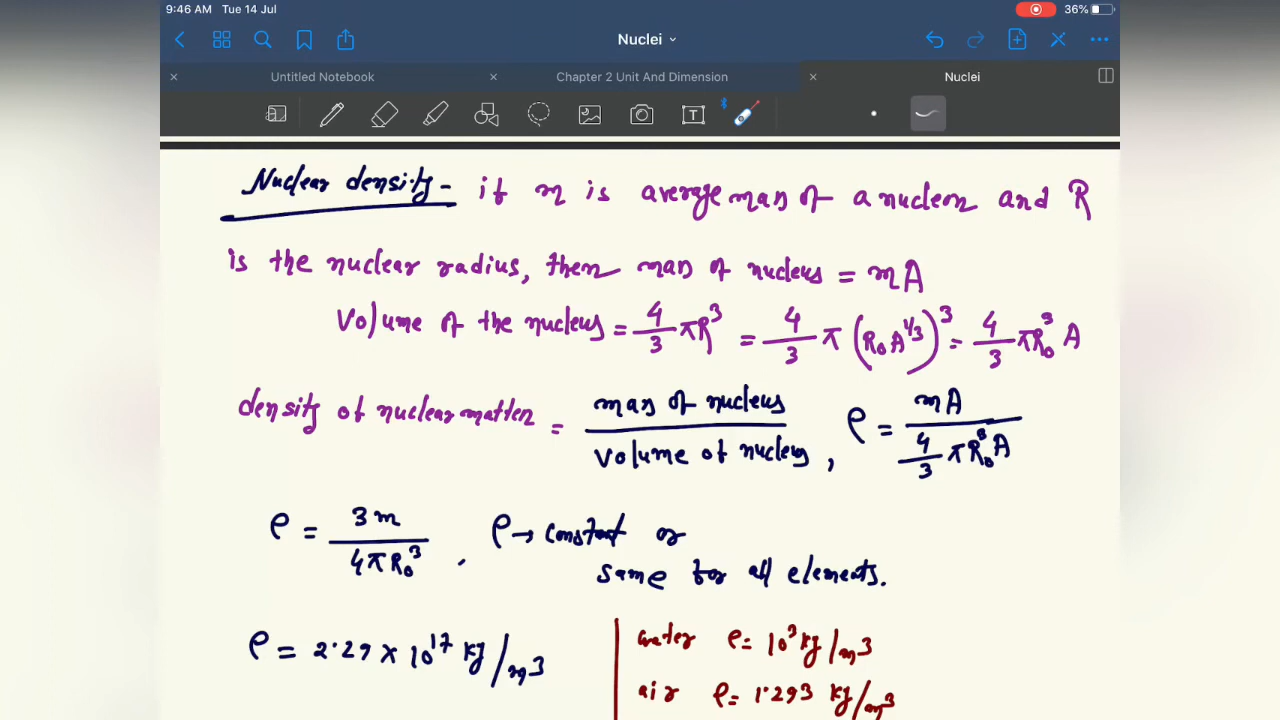 9:46 AM Tue 14 Jul 36%
Nuclei
Untitled Notebook Chapter 2 Unit And Dimension Nuclei
T
Nuclear density - if m is average mass of a nucleon and R
is the nuclear radius, then mass of nucleus = mA
Volume of the nucleus = 4/3 πR³ = 4/3 π (R₀A^1/3)³ = 4/3 πR₀³ A
density of nuclear matter = mass of nucleus / volume of nucleus , ρ = mA / 4/3 πR₀³A
ρ = 3m / 4πR₀³ . ρ → constant or
same for all elements.
ρ = 2.29 × 10¹⁷ kg/m3
water ρ = 10³ kg/m3
air ρ = 1.293 kg/m³